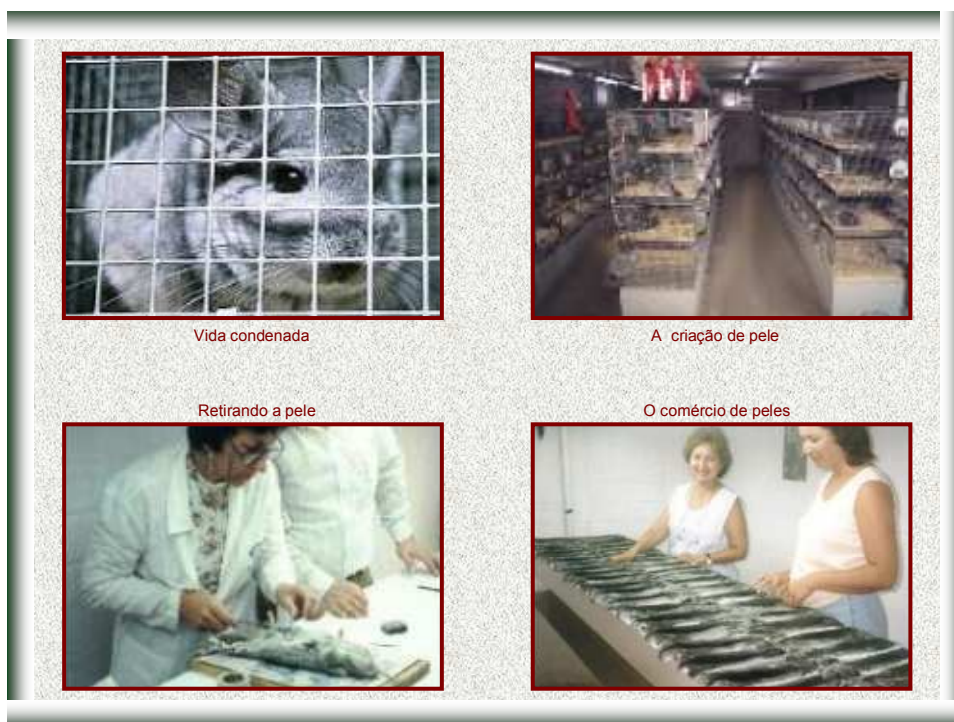 Vida condenada
A criação de pele
Retirando a pele
O comércio de peles